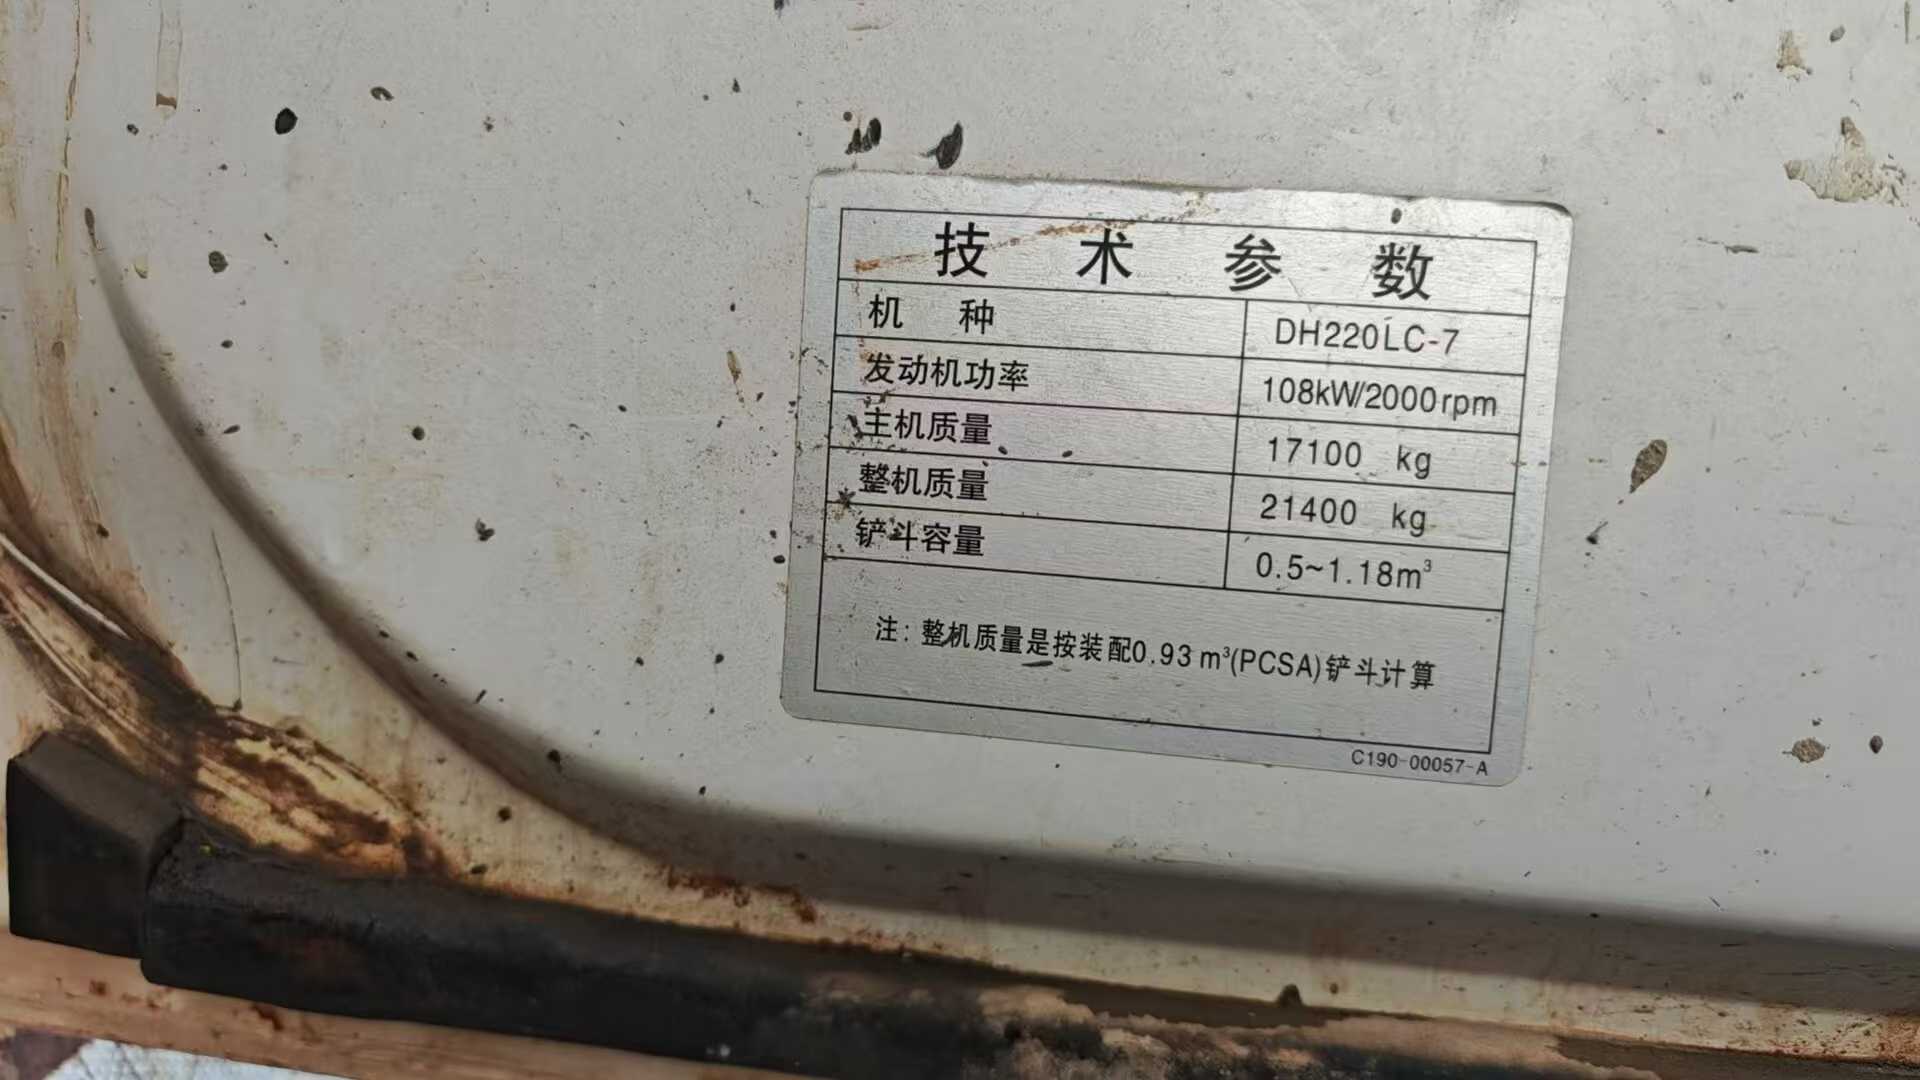 技术参数
机种 DH220LC-7
发动机功率 108kW/2000rpm
主机质量 17100 kg
整机质量 21400 kg
铲斗容量 0.5~1.18m³
注：整机质量是按装配0.93 m³(PCSA)铲斗计算
C190-00057-A